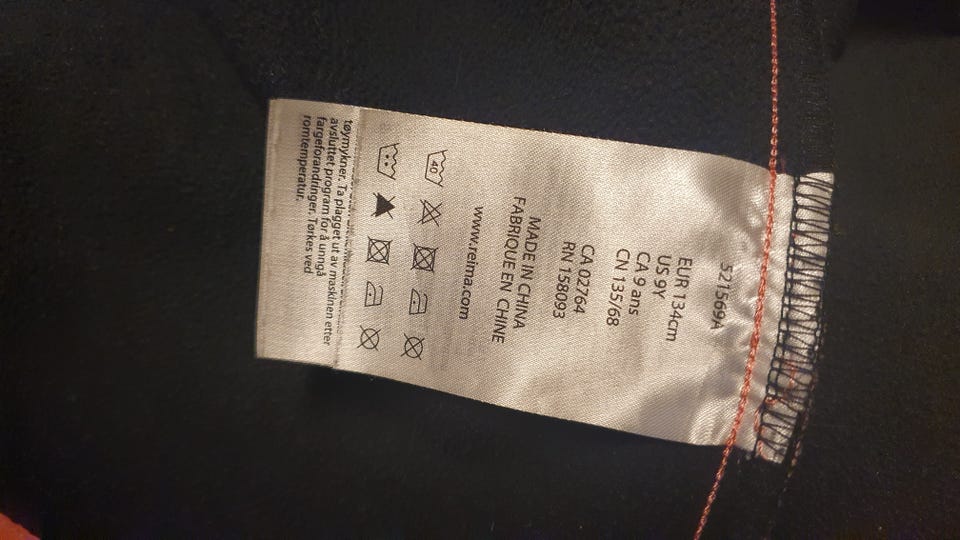 521569A
EUR 134cm
US 9Y
CA 9 ans
CN 135/68
CA 02764
RN 158093
MADE IN CHINA
FABRIQUE EN CHINE
www.reima.com
40
tøymykner. Ta plagget ut av maskinen etter
avsluttet program for å unngå
fargeforandringer. Tørkes ved
romtemperatur.